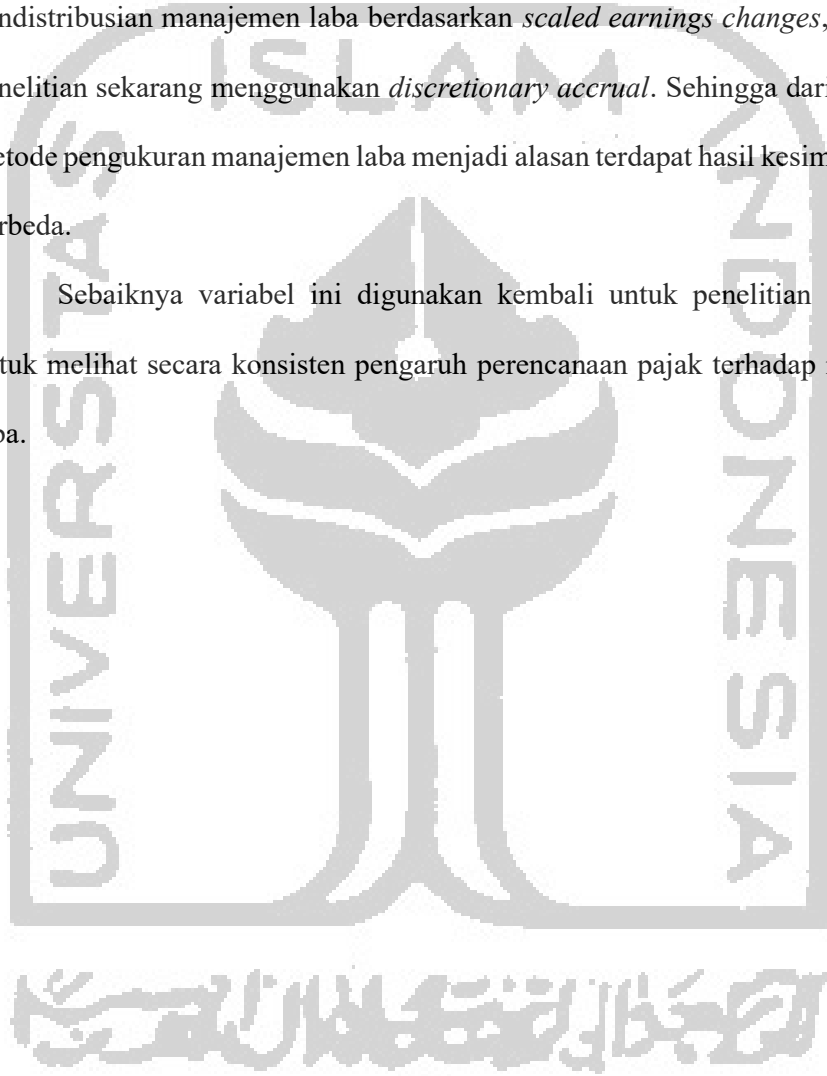 ndistribusian manajemen laba berdasarkan scaled earnings changes,
nelitian sekarang menggunakan discretionary accrual. Sehingga dari
etode pengukuran manajemen laba menjadi alasan terdapat hasil kesim
rbeda.
Sebaiknya variabel ini digunakan kembali untuk penelitian
tuk melihat secara konsisten pengaruh perencanaan pajak terhadap
ba.
UNIVERSITAS
ISLAM
INDONESIA